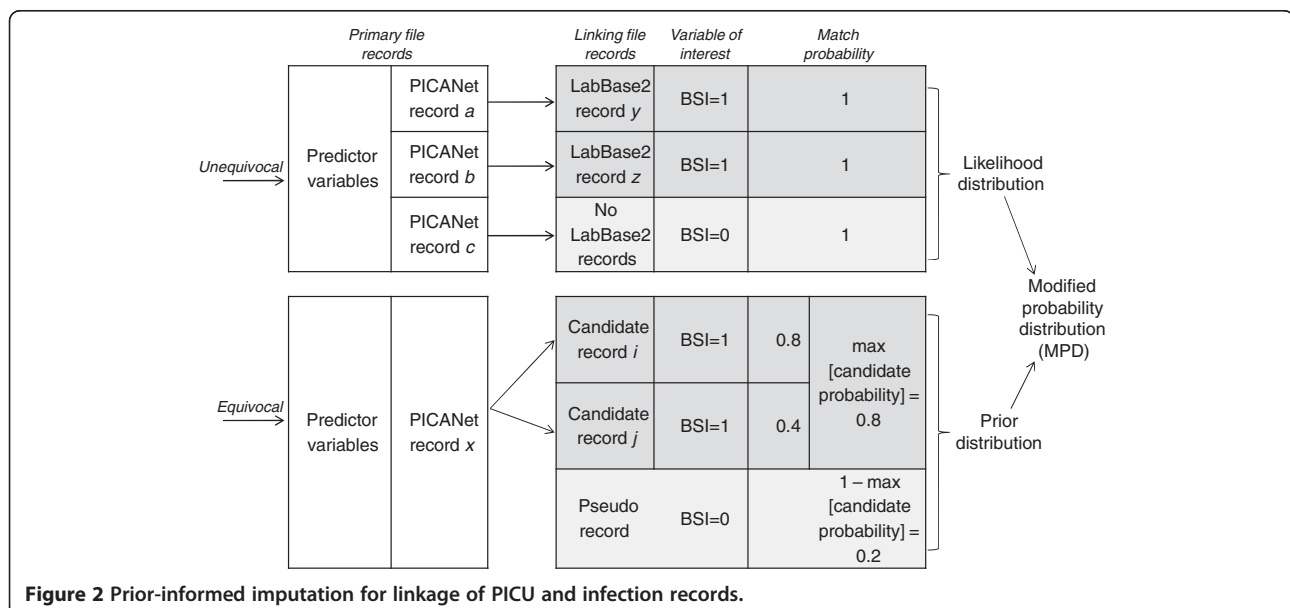 Primary file
records
Linking file
records
Variable of
interest
Match
probability
Unequivocal
Predictor
variables
PICANet
record a
LabBase2
record y
BSI=1
1
PICANet
record b
LabBase2
record z
BSI=1
1
PICANet
record c
No
LabBase2
records
BSI=0
1
Likelihood
distribution
Modified
probability
distribution
(MPD)
Equivocal
Predictor
variables
PICANet
record x
Candidate
record i
BSI=1
0.8
Candidate
record j
BSI=1
0.4
max
[candidate
probability] =
0.8
Pseudo
record
BSI=0
1 – max
[candidate
probability] =
0.2
Prior
distribution
Figure 2 Prior-informed imputation for linkage of PICU and infection records.